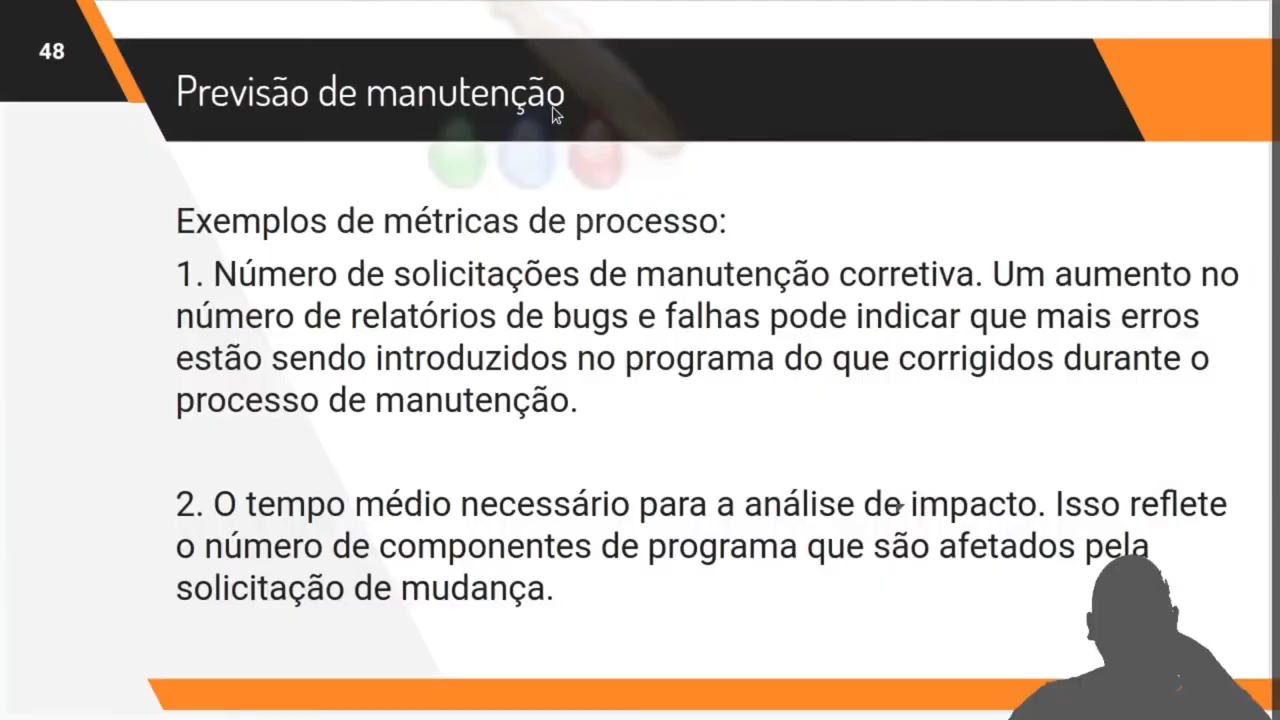 48
Previsão de manutenção
Exemplos de métricas de processo:
1. Número de solicitações de manutenção corretiva. Um aumento no
número de relatórios de bugs e falhas pode indicar que mais erros
estão sendo introduzidos no programa do que corrigidos durante o
processo de manutenção.
2. O tempo médio necessário para a análise de impacto. Isso reflete
o número de componentes de programa que são afetados pela
solicitação de mudança.